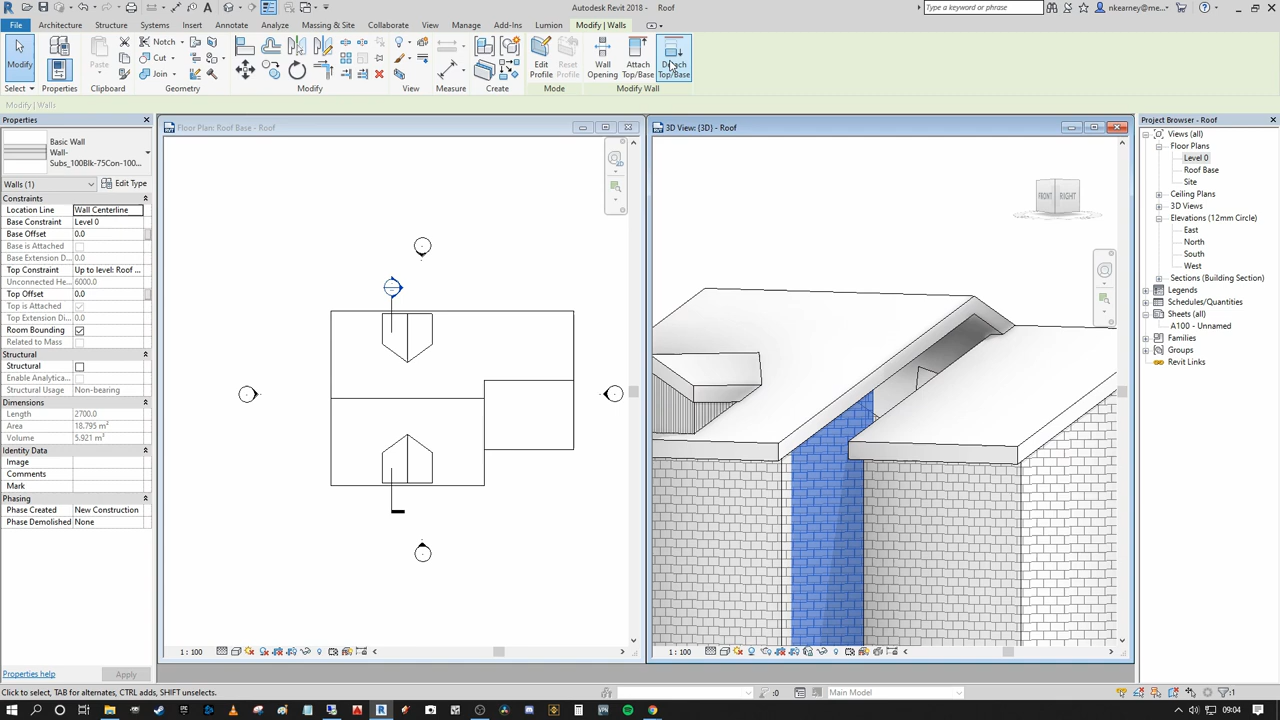 Autodesk Revit 2018 - Roof
Type a keyword or phrase
nkearney@me...
File Architecture Structure Systems Insert Annotate Analyze Massing & Site Collaborate View Manage Add-Ins Lumion Modify | Walls
Modify
Select
Properties
Paste
Clipboard
Notch
Cut
Join
Geometry
Modify
View
Measure
Create
Edit Profile
Reset Profile
Mode
Wall Opening
Attach Top/Base
Detach Top/Base
Modify Wall
Modify | Walls
Properties
Basic Wall
Wall-
Subs_100Blk-75Con-100...
Walls (1)
Edit Type
Constraints
Location Line Wall Centerline
Base Constraint Level 0
Base Offset 0.0
Base is Attached
Base Extension D... 0.0
Top Constraint Up to level: Roof ...
Unconnected He... 6000.0
Top Offset 0.0
Top is Attached
Top Extension Di... 0.0
Room Bounding
Related to Mass
Structural
Structural
Enable Analytica...
Structural Usage Non-bearing
Dimensions
Length 2700.0
Area 18.795 m²
Volume 5.921 m³
Identity Data
Image
Comments
Mark
Phasing
Phase Created New Construction
Phase Demolished None
Properties help
Apply
Floor Plan: Roof Base - Roof
2D
1 : 100
3D View: {3D} - Roof
FRONT RIGHT
1 : 100
Project Browser - Roof
Views (all)
Floor Plans
Level 0
Roof Base
Site
Ceiling Plans
3D Views
Elevations (12mm Circle)
East
North
South
West
Sections (Building Section)
Legends
Schedules/Quantities
Sheets (all)
A100 - Unnamed
Families
Groups
Revit Links
Click to select, TAB for alternates, CTRL adds, SHIFT unselects.
:0
Main Model
:1
09:04